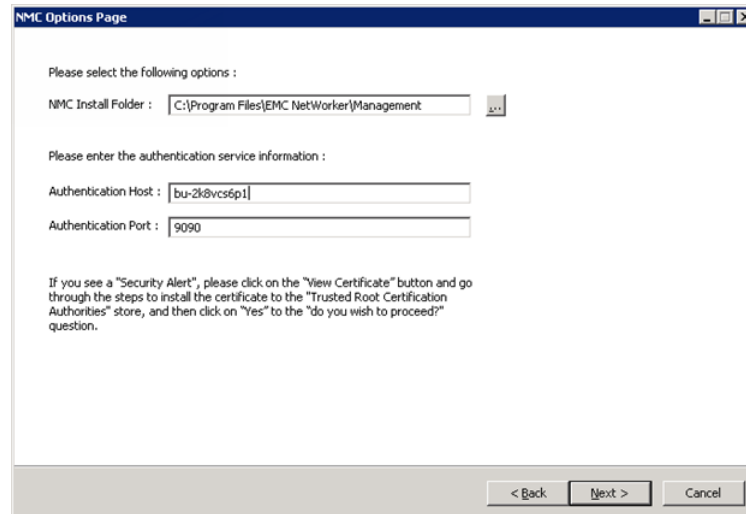 NMC Options Page
Please select the following options :
NMC Install Folder : C:\Program Files\EMC NetWorker\Management ...
Please enter the authentication service information :
Authentication Host : bu-2k8vcs6p1
Authentication Port : 9090
If you see a "Security Alert", please click on the "View Certificate" button and go
through the steps to install the certificate to the "Trusted Root Certification
Authorities" store, and then click on "Yes" to the "do you wish to proceed?"
question.
< Back Next > Cancel